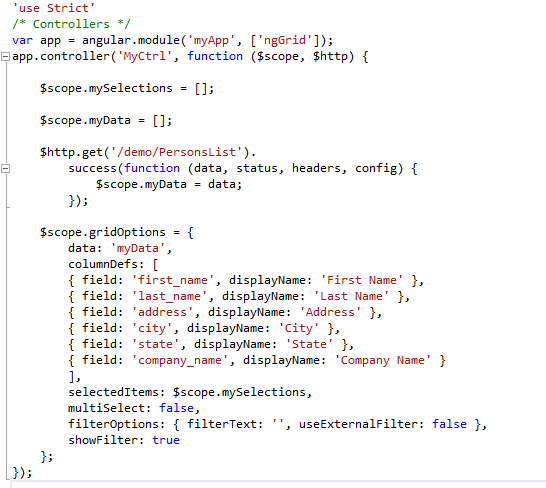 'use Strict'
/* Controllers */
var app = angular.module('myApp', ['ngGrid']);
app.controller('MyCtrl', function ($scope, $http) {
    $scope.mySelections = [];
    $scope.myData = [];
    $http.get('/demo/PersonsList').
        success(function (data, status, headers, config) {
            $scope.myData = data;
        });
    $scope.gridOptions = {
        data: 'myData',
        columnDefs: [
        { field: 'first_name', displayName: 'First Name' },
        { field: 'last_name', displayName: 'Last Name' },
        { field: 'address', displayName: 'Address' },
        { field: 'city', displayName: 'City' },
        { field: 'state', displayName: 'State' },
        { field: 'company_name', displayName: 'Company Name' }
        ],
        selectedItems: $scope.mySelections,
        multiSelect: false,
        filterOptions: { filterText: '', useExternalFilter: false },
        showFilter: true
    };
});